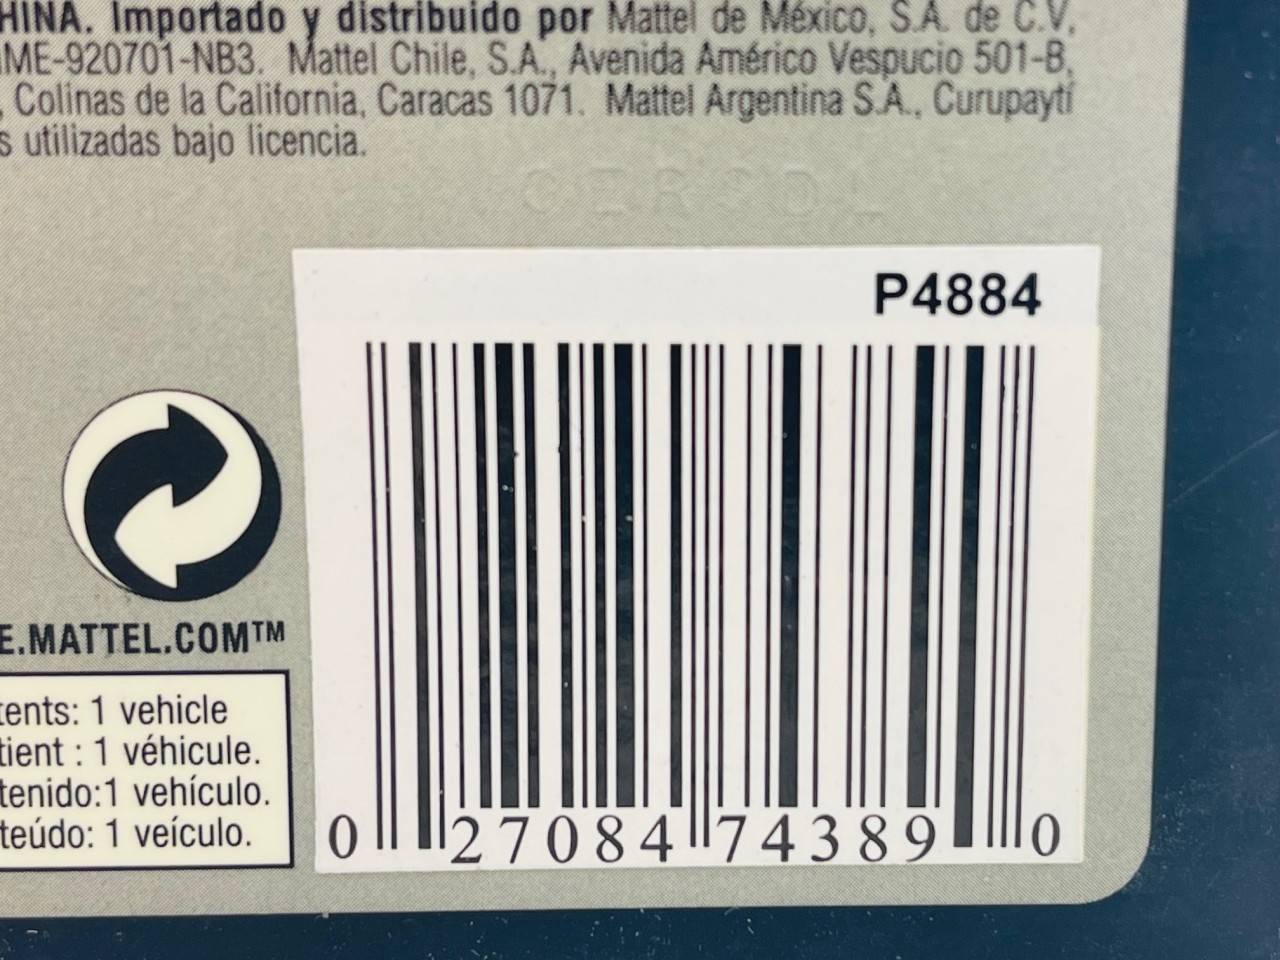 HINA. Importado y distribuido por Mattel de México, S.A. de C.V,
ME-920701-NB3. Mattel Chile, S.A., Avenida Américo Vespucio 501-B,
, Colinas de la California, Caracas 1071. Mattel Argentina S.A., Curupaytí
s utilizadas bajo licencia.
P4884
E.MATTEL.COM™
tents: 1 vehicle
tient : 1 véhicule.
tenido:1 vehículo.
teúdo: 1 veículo.
0 27084 74389 0